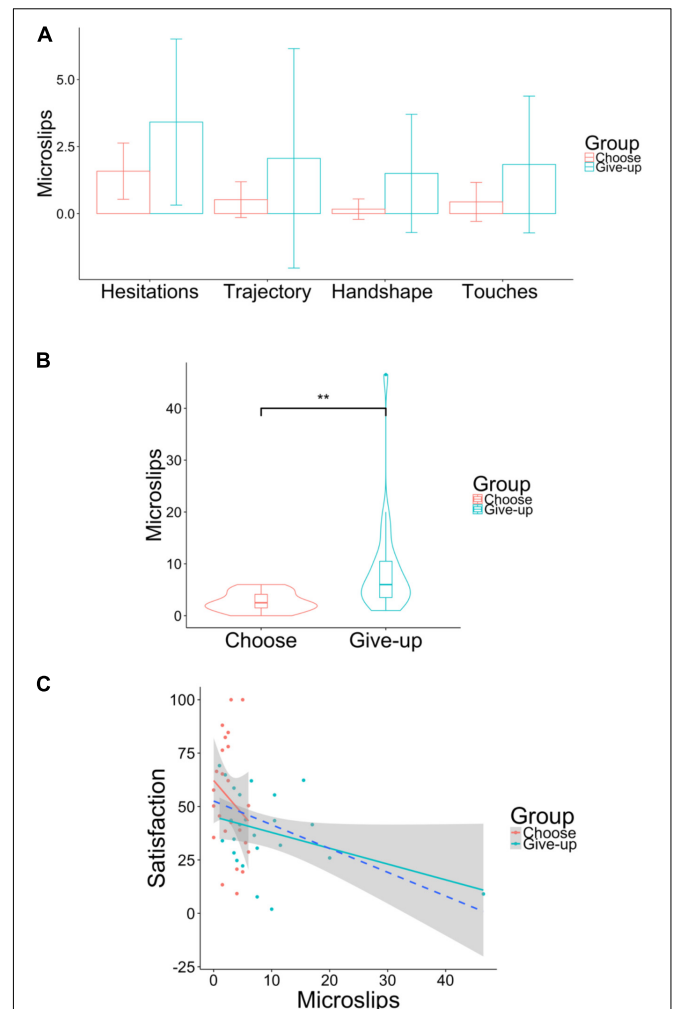 A
Microslips
5.0
2.5
0.0
Hesitations Trajectory Handshape Touches
Group
Choose
Give-up
B
Microslips
40
30
20
10
0
**
Choose Give-up
Group
Choose
Give-up
C
Satisfaction
100
75
50
25
0
-25
0 10 20 30 40
Microslips
Group
Choose
Give-up